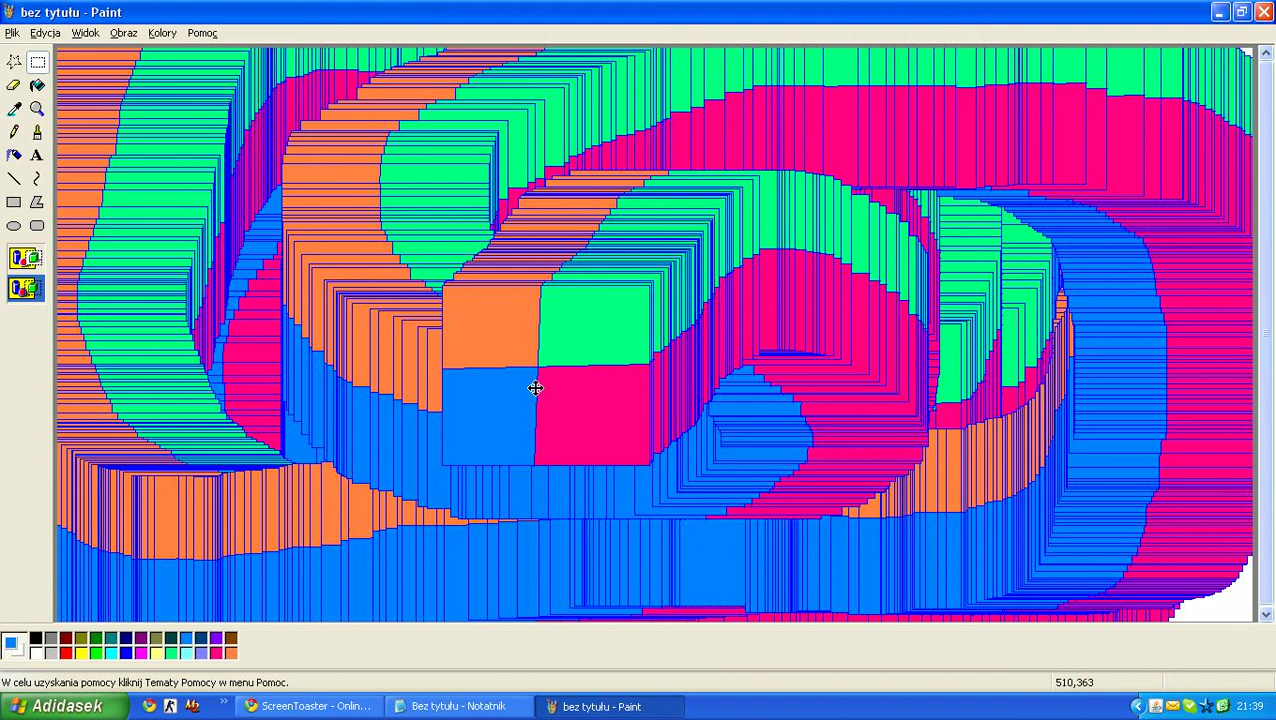 bez tytułu - Paint
Plik Edycja Widok Obraz Kolory Pomoc
A
W celu uzyskania pomocy kliknij Tematy Pomocy w menu Pomoc. 510,363
Adidasek » ScreenToaster - Onlin... Bez tytułu - Notatnik bez tytułu - Paint 21:39